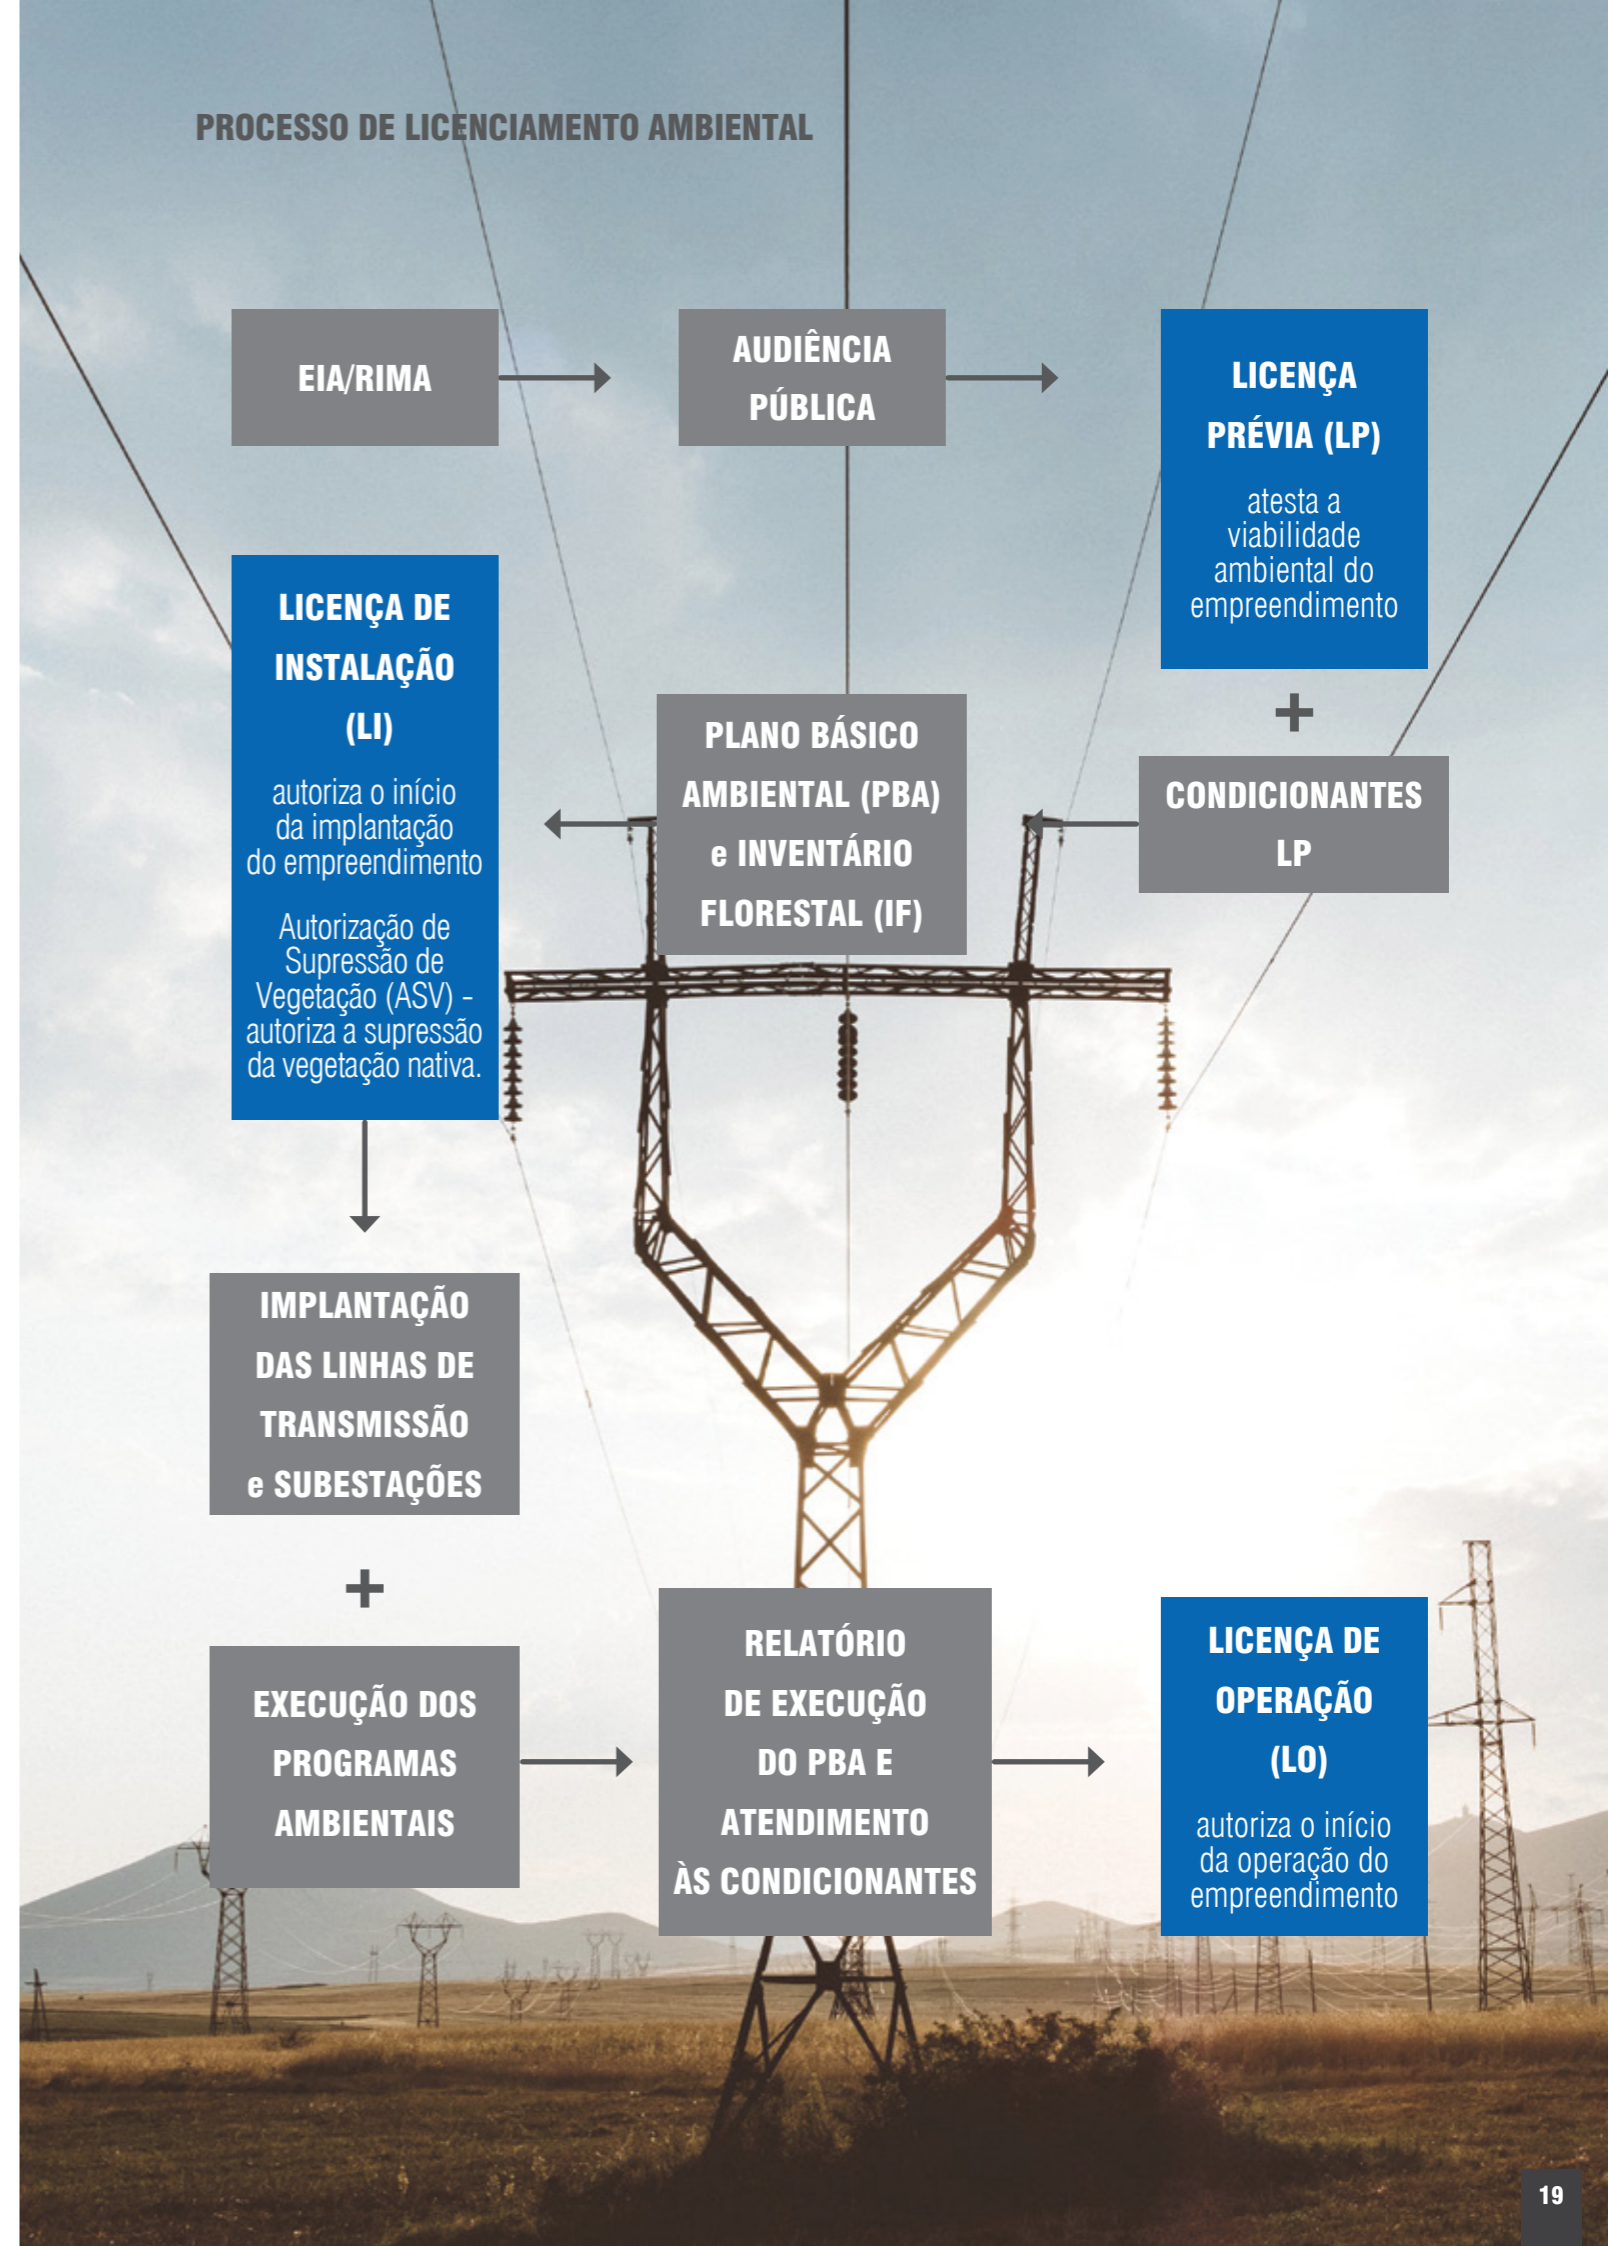 PROCESSO DE LICENCIAMENTO AMBIENTAL
EIA/RIMA
AUDIÊNCIA
PÚBLICA
LICENÇA
PRÉVIA (LP)
atesta a
viabilidade
ambiental do
empreendimento
+
CONDICIONANTES
LP
PLANO BÁSICO
AMBIENTAL (PBA)
e INVENTÁRIO
FLORESTAL (IF)
LICENÇA DE
INSTALAÇÃO
(LI)
autoriza o início
da implantação
do empreendimento
Autorização de
Supressão de
Vegetação (ASV) -
autoriza a supressão
da vegetação nativa.
IMPLANTAÇÃO
DAS LINHAS DE
TRANSMISSÃO
e SUBESTAÇÕES
+
EXECUÇÃO DOS
PROGRAMAS
AMBIENTAIS
RELATÓRIO
DE EXECUÇÃO
DO PBA E
ATENDIMENTO
ÀS CONDICIONANTES
LICENÇA DE
OPERAÇÃO
(LO)
autoriza o início
da operação do
empreendimento
19